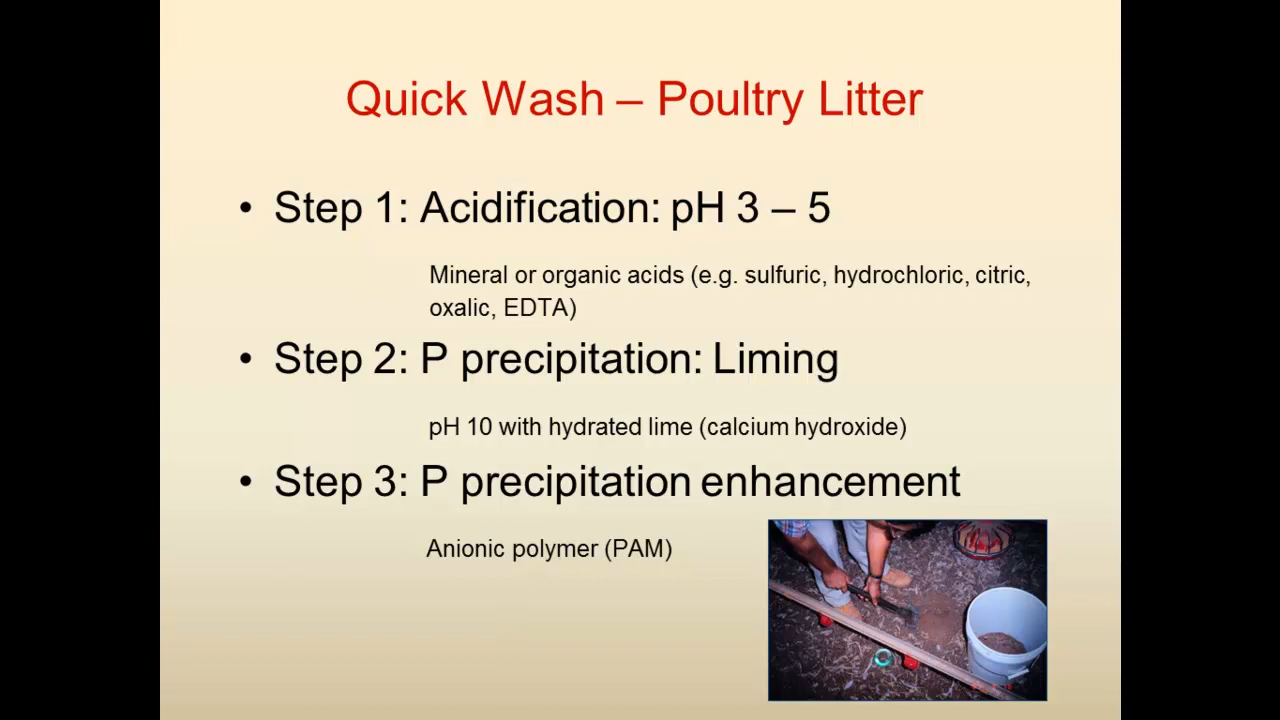 Quick Wash – Poultry Litter
• Step 1: Acidification: pH 3 – 5
Mineral or organic acids (e.g. sulfuric, hydrochloric, citric,
oxalic, EDTA)
• Step 2: P precipitation: Liming
pH 10 with hydrated lime (calcium hydroxide)
• Step 3: P precipitation enhancement
Anionic polymer (PAM)